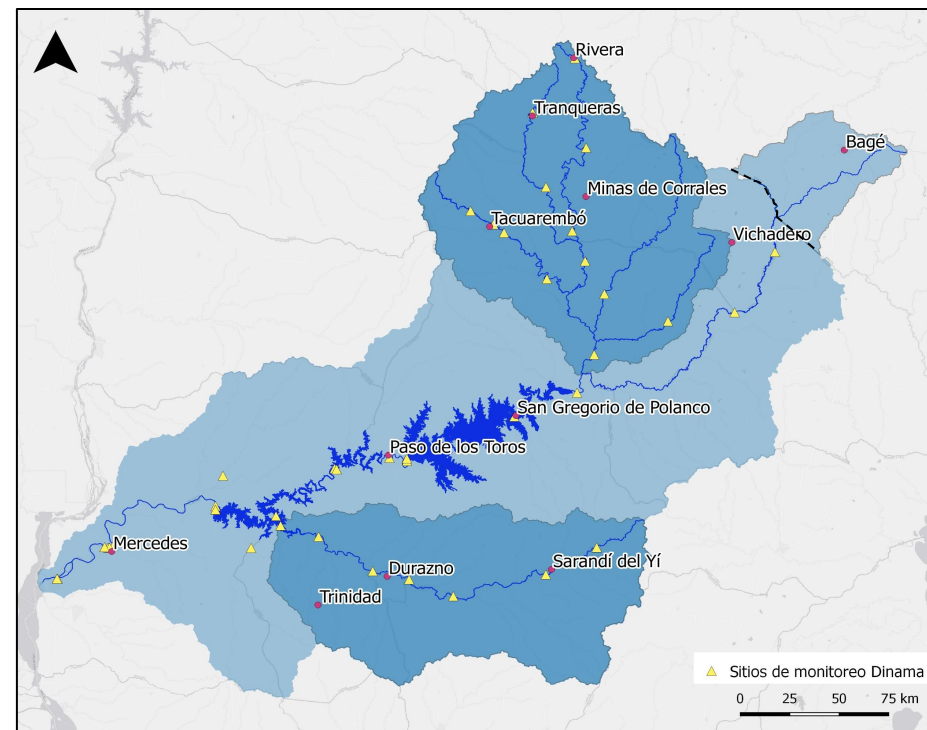 Rivera
Tranqueras
Bagé
Minas de Corrales
Tacuarembó
Vichadero
San Gregorio de Polanco
Paso de los Toros
Mercedes
Durazno
Sarandí del Yí
Trinidad
Sitios de monitoreo Dinama
0 25 50 75 km